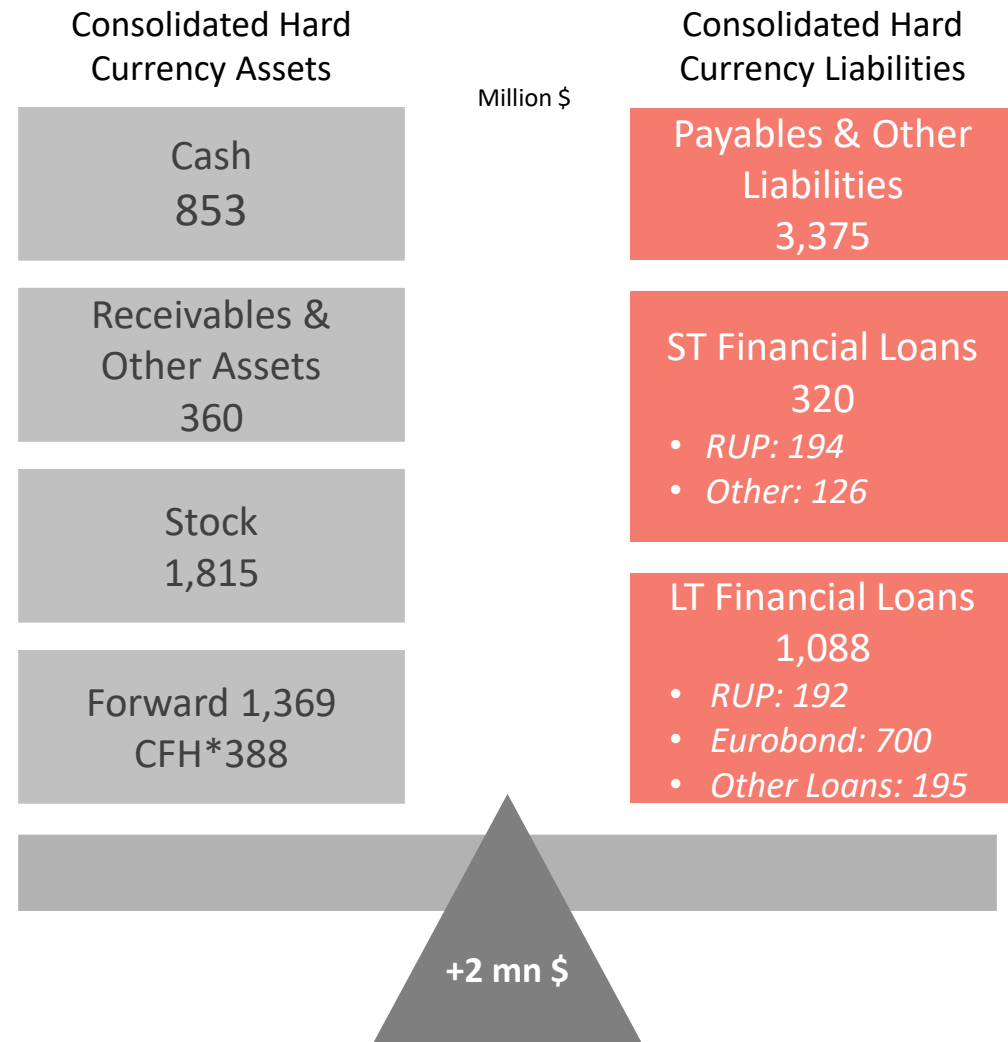 Consolidated Hard
Currency Assets
Million $
Consolidated Hard
Currency Liabilities
Cash
853
Receivables &
Other Assets
360
Stock
1,815
Forward 1,369
CFH*388
Payables & Other
Liabilities
3,375
ST Financial Loans
320
• RUP: 194
• Other: 126
LT Financial Loans
1,088
• RUP: 192
• Eurobond: 700
• Other Loans: 195
+2 mn $